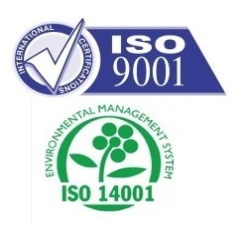 INTERNATIONAL CERTIFICATIONS
ISO
9001
ENVIRONMENTAL MANAGEMENT SYSTEM
ISO 14001